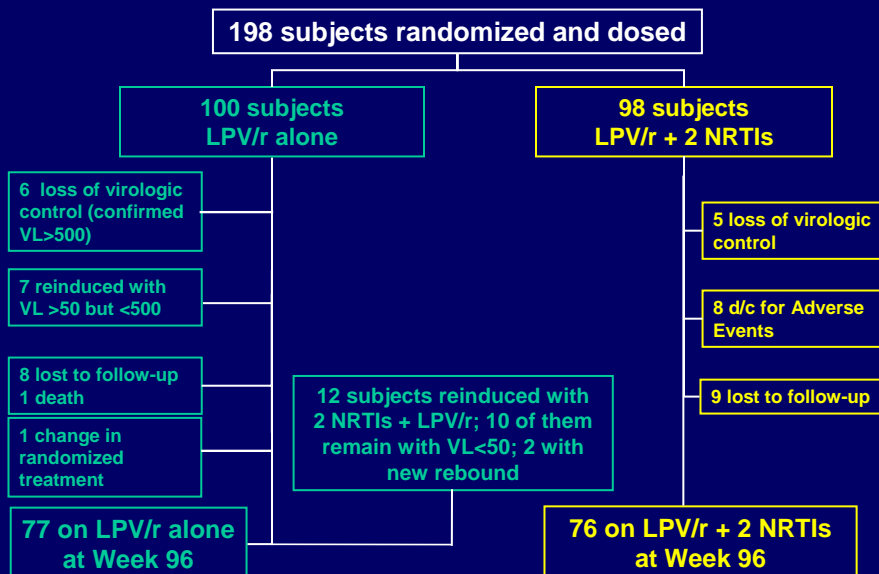 198 subjects randomized and dosed
100 subjects
LPV/r alone
98 subjects
LPV/r + 2 NRTIs
6 loss of virologic
control (confirmed
VL>500)
7 reinduced with
VL >50 but <500
8 lost to follow-up
1 death
1 change in
randomized
treatment
12 subjects reinduced with
2 NRTIs + LPV/r; 10 of them
remain with VL<50; 2 with
new rebound
5 loss of virologic
control
8 d/c for Adverse
Events
9 lost to follow-up
77 on LPV/r alone
at Week 96
76 on LPV/r + 2 NRTIs
at Week 96